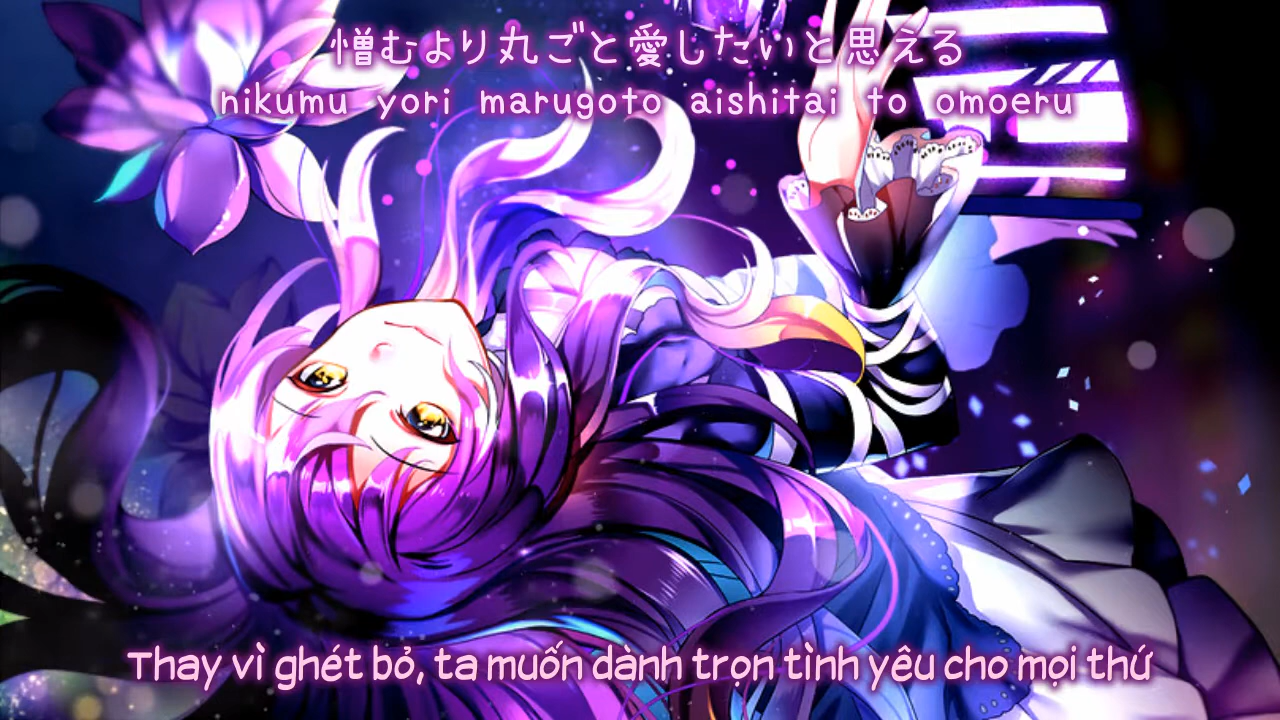 憎むより丸ごと愛したいと思える
nikumu yori marugoto aishitai to omoeru
Thay vì ghét bỏ, ta muốn dành trọn tình yêu cho mọi thứ